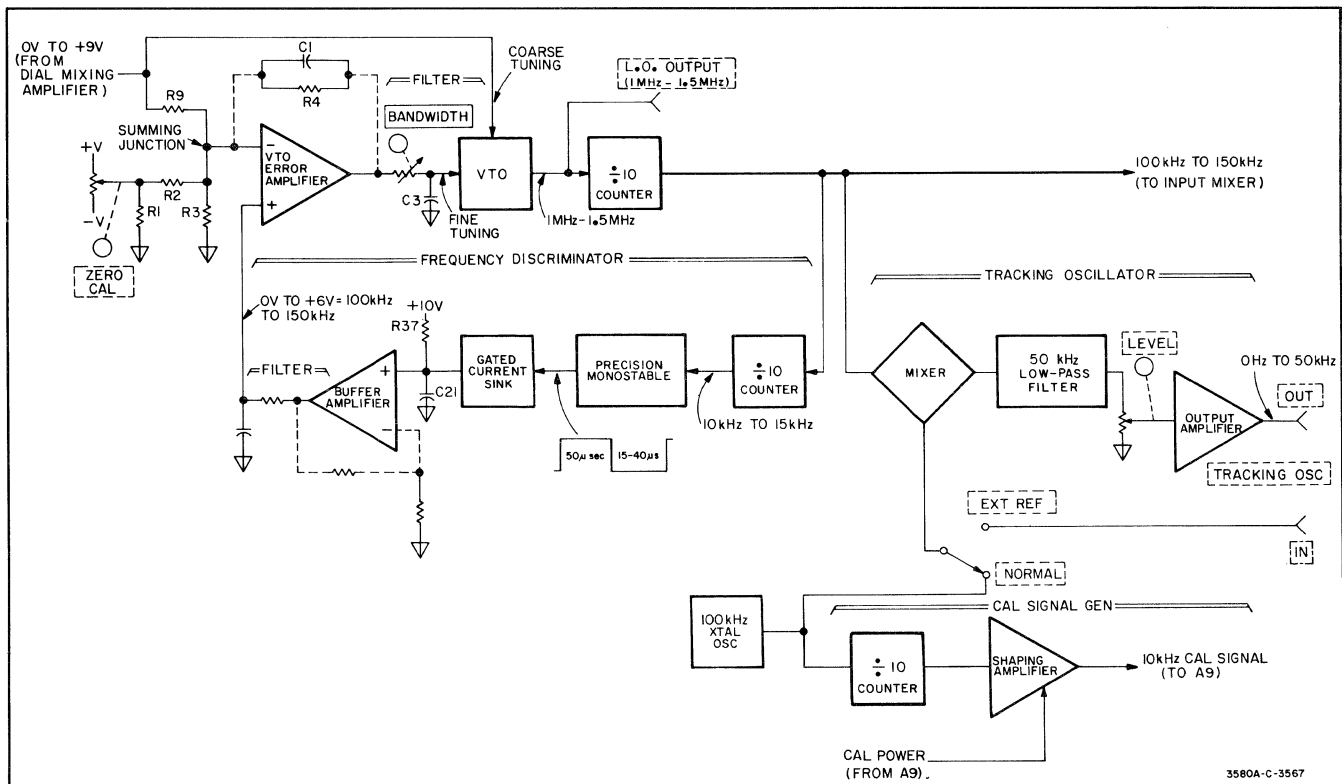 0V TO +9V
(FROM
DIAL MIXING
AMPLIFIER)
R9
SUMMING
JUNCTION
+V
-V
R1
R2
R3
ZERO
CAL
C1
R4
-
VTO
ERROR
AMPLIFIER
+
FILTER
BANDWIDTH
C3
COARSE
TUNING
VTO
FINE
TUNING
1MHz-1.5MHz
L.O. OUTPUT
(1MHz-1.5MHz)
÷10
COUNTER
100kHz TO 150kHz
(TO INPUT MIXER)
FREQUENCY DISCRIMINATOR
0V TO +6V=100kHz
TO 150kHz
FILTER
BUFFER
AMPLIFIER
+
-
+10V
R37
C21
GATED
CURRENT
SINK
50µsec
15-40µs
PRECISION
MONOSTABLE
10kHz TO 15kHz
÷10
COUNTER
TRACKING OSCILLATOR
MIXER
50 kHz
LOW-PASS
FILTER
LEVEL
OUTPUT
AMPLIFIER
0Hz TO 50kHz
OUT
TRACKING OSC
EXT REF
IN
NORMAL
100kHz
XTAL
OSC
CAL SIGNAL GEN
÷10
COUNTER
SHAPING
AMPLIFIER
10kHz CAL SIGNAL
(TO A9)
CAL POWER
(FROM A9)
3580A-C-3567